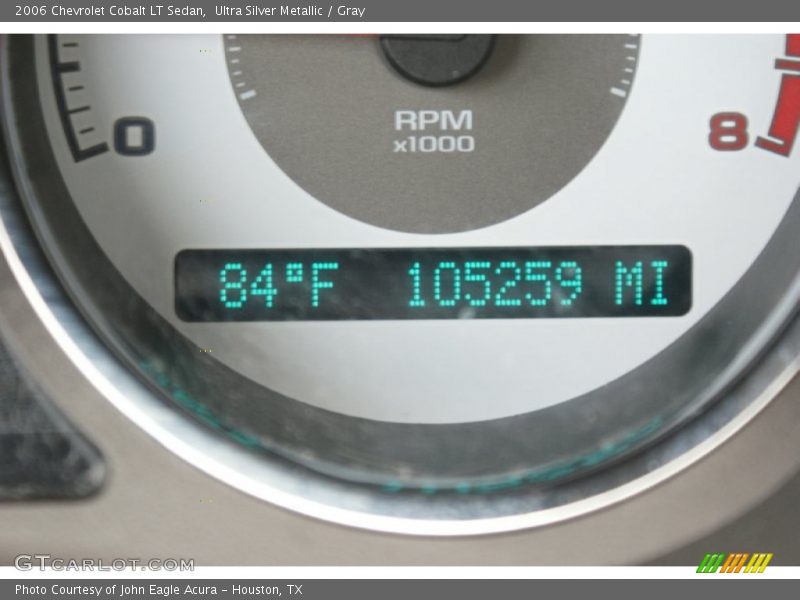 2006 Chevrolet Cobalt LT Sedan,  Ultra Silver Metallic / Gray
0
RPM
x1000
8
84°F 105259 MI
GTCARLOT.COM
Photo Courtesy of John Eagle Acura - Houston, TX